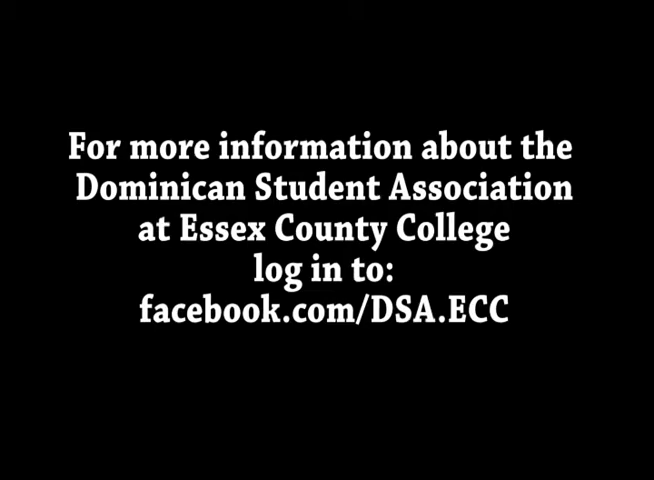 For more information about the
Dominican Student Association
at Essex County College
log in to:
facebook.com/DSA.ECC